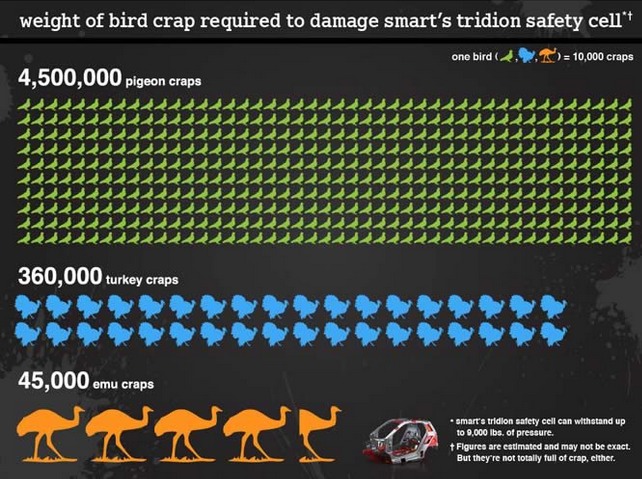 weight of bird crap required to damage smart's tridion safety cell*†
one bird ( , , ) = 10,000 craps
4,500,000 pigeon craps
360,000 turkey craps
45,000 emu craps
* smart's tridion safety cell can withstand up
to 9,000 lbs. of pressure.
† Figures are estimated and may not be exact.
But they're not totally full of crap, either.